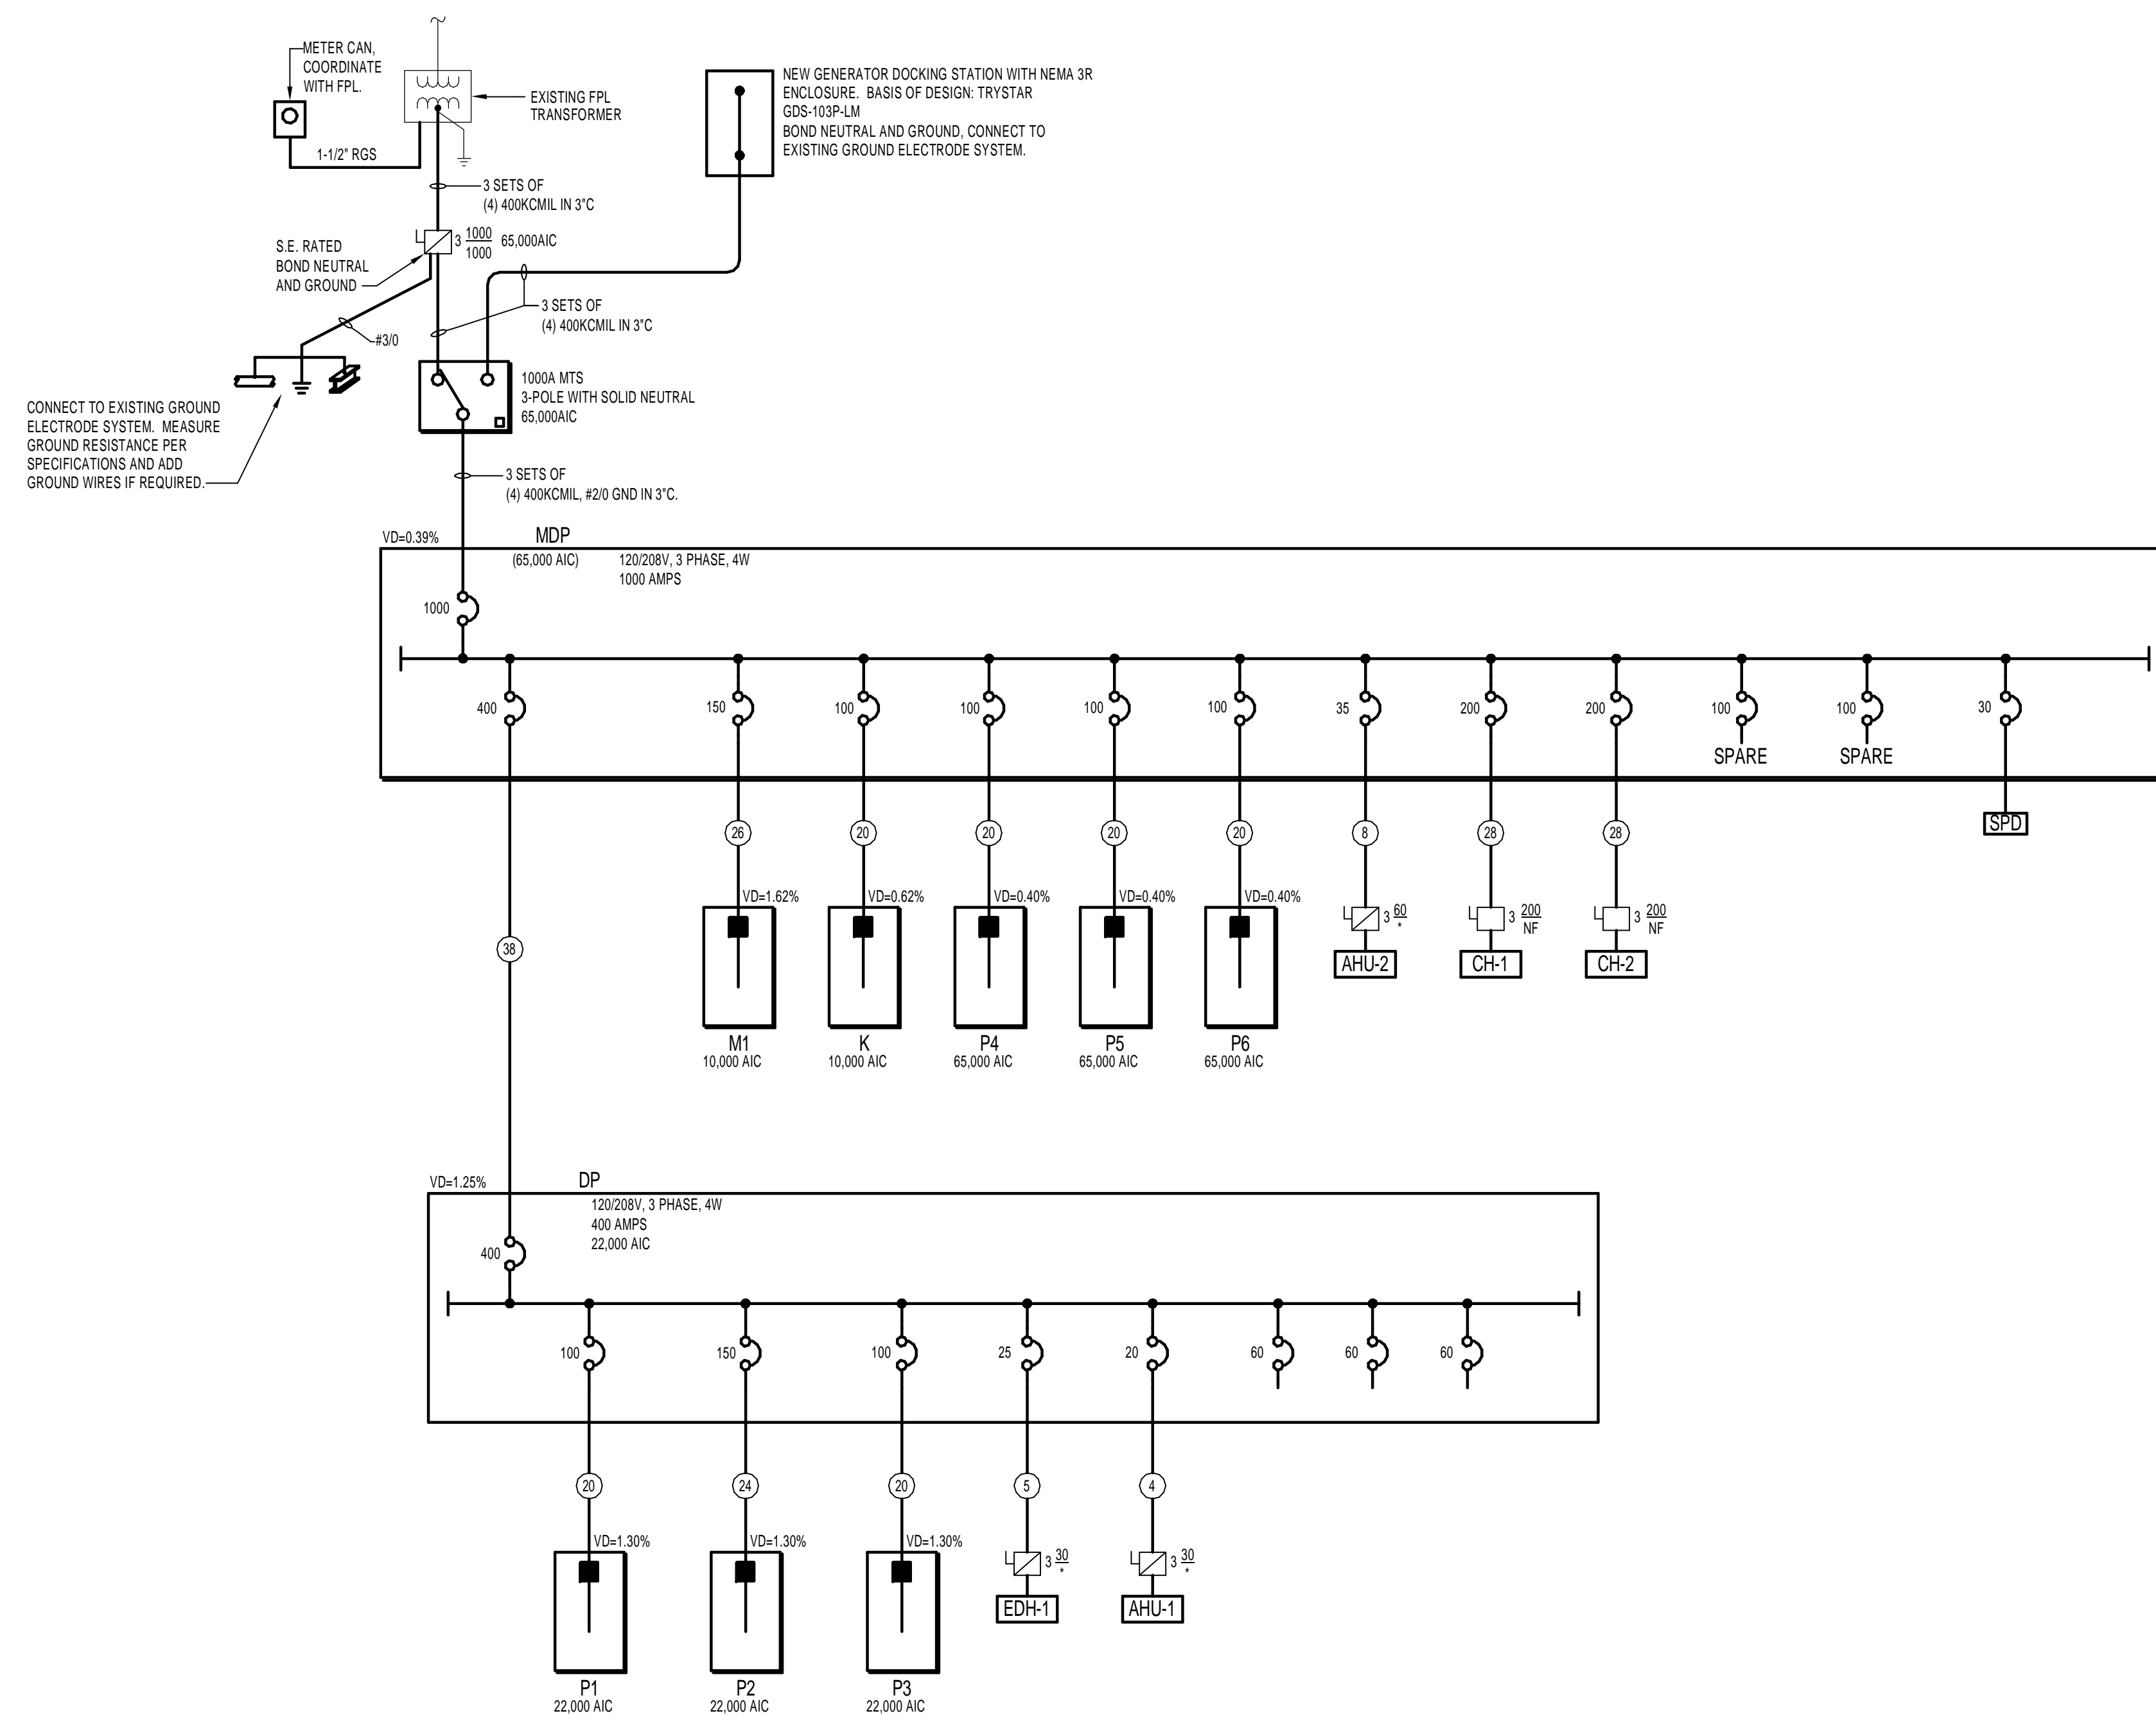 METER CAN,
COORDINATE
WITH FPL.
EXISTING FPL
TRANSFORMER
1-1/2" RGS
NEW GENERATOR DOCKING STATION WITH NEMA 3R
ENCLOSURE. BASIS OF DESIGN: TRYSTAR
GDS-103P-LM
BOND NEUTRAL AND GROUND, CONNECT TO
EXISTING GROUND ELECTRODE SYSTEM.
3 SETS OF
(4) 400KCMIL IN 3"C
3 1000 65,000AIC
1000
S.E. RATED
BOND NEUTRAL
AND GROUND
3 SETS OF
(4) 400KCMIL IN 3"C
#3/0
1000A MTS
3-POLE WITH SOLID NEUTRAL
65,000AIC
CONNECT TO EXISTING GROUND
ELECTRODE SYSTEM. MEASURE
GROUND RESISTANCE PER
SPECIFICATIONS AND ADD
GROUND WIRES IF REQUIRED.
3 SETS OF
(4) 400KCMIL, #2/0 GND IN 3"C.
VD=0.39% MDP
(65,000 AIC) 120/208V, 3 PHASE, 4W
1000 AMPS
1000
400 150 100 100 100 100 35 200 200 100 100 30
SPARE SPARE
SPD
26 20 20 20 20 8 28 28
VD=1.62% VD=0.62% VD=0.40% VD=0.40% VD=0.40%
3 60 3 200 3 200
* NF NF
38
AHU-2 CH-1 CH-2
M1 K P4 P5 P6
10,000 AIC 10,000 AIC 65,000 AIC 65,000 AIC 65,000 AIC
VD=1.25% DP
120/208V, 3 PHASE, 4W
400 AMPS
22,000 AIC
400
100 150 100 25 20 60 60 60
20 24 20 5 4
VD=1.30% VD=1.30% VD=1.30%
3 30 3 30
* *
EDH-1 AHU-1
P1 P2 P3
22,000 AIC 22,000 AIC 22,000 AIC